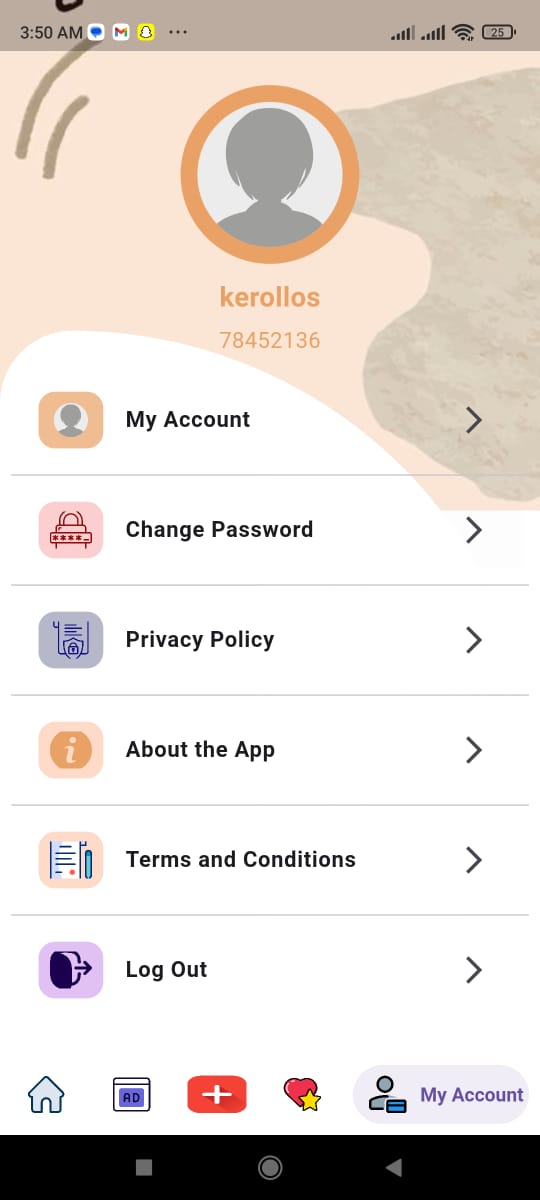 3:50 AM
25
kerollos
78452136
My Account
Change Password
****_
Privacy Policy
i
About the App
Terms and Conditions
Log Out
AD
My Account